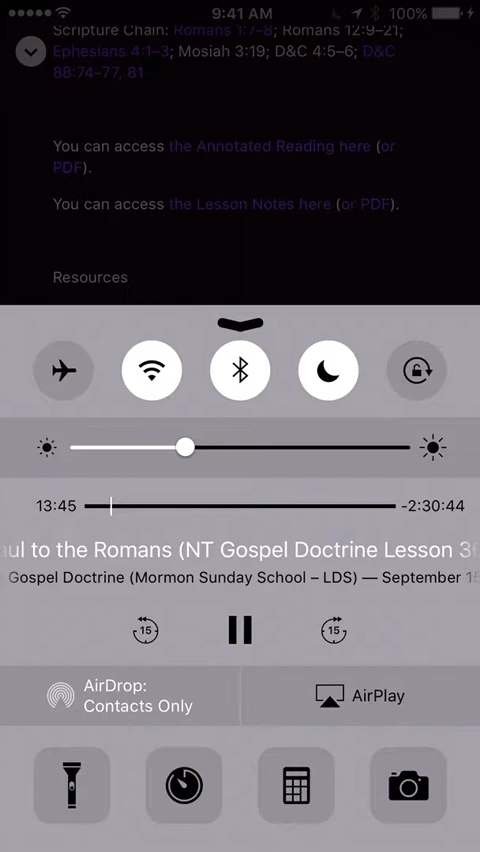 9:41 AM
100%
Scripture Chain: Romans 1:7–8; Romans 12:9–21;
Ephesians 4:1–3; Mosiah 3:19; D&C 4:5–6; D&C
88:74–77, 81
You can access the Annotated Reading here (or
PDF).
You can access the Lesson Notes here (or PDF).
Resources
13:45
-2:30:44
aul to the Romans (NT Gospel Doctrine Lesson 36
Gospel Doctrine (Mormon Sunday School – LDS) — September 15
15
15
AirDrop:
Contacts Only
AirPlay